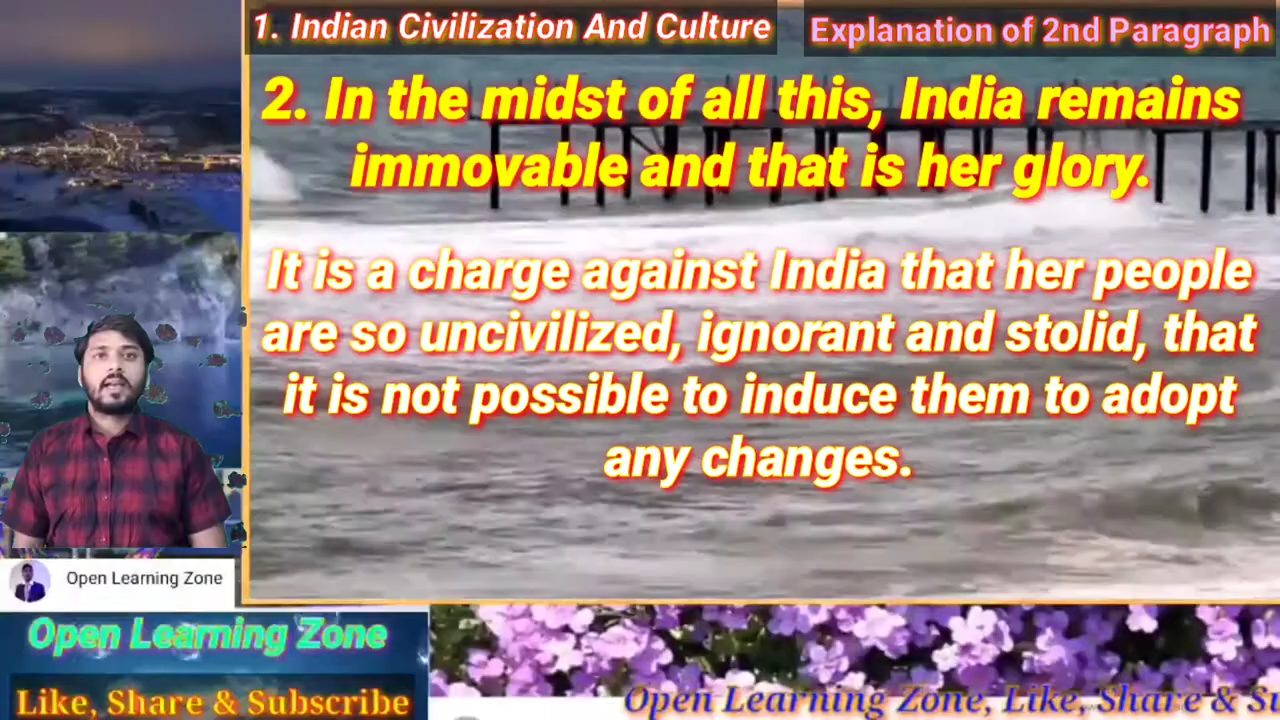 1. Indian Civilization And Culture
Explanation of 2nd Paragraph
2. In the midst of all this, India remains
immovable and that is her glory.
It is a charge against India that her people
are so uncivilized, ignorant and stolid, that
it is not possible to induce them to adopt
any changes.
Open Learning Zone
Open Learning Zone
Like, Share & Subscribe
Open Learning Zone, Like, Share & Su